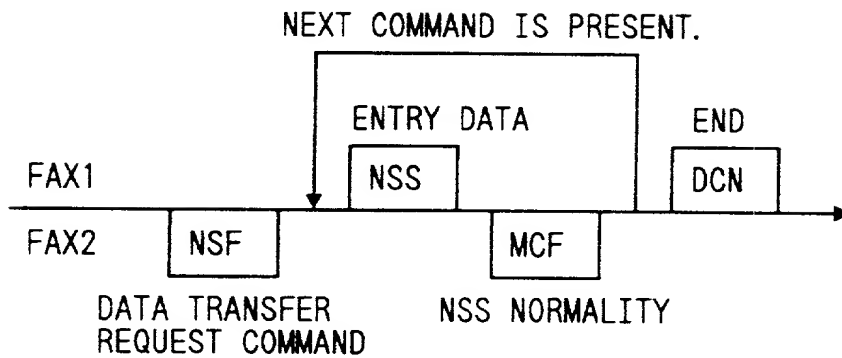 NEXT COMMAND IS PRESENT.
ENTRY DATA
END
FAX1
NSS
DCN
FAX2
NSF
MCF
DATA TRANSFER
REQUEST COMMAND
NSS NORMALITY